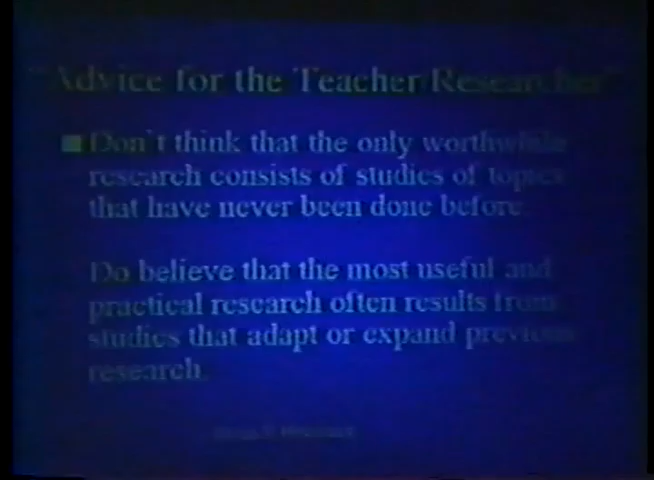 "Advice for the Teacher/Researcher"
Don't think that the only worthwhile
research consists of studies of topics
that have never been done before.
Do believe that the most useful and
practical research often results from
studies that adapt or expand previous
research.